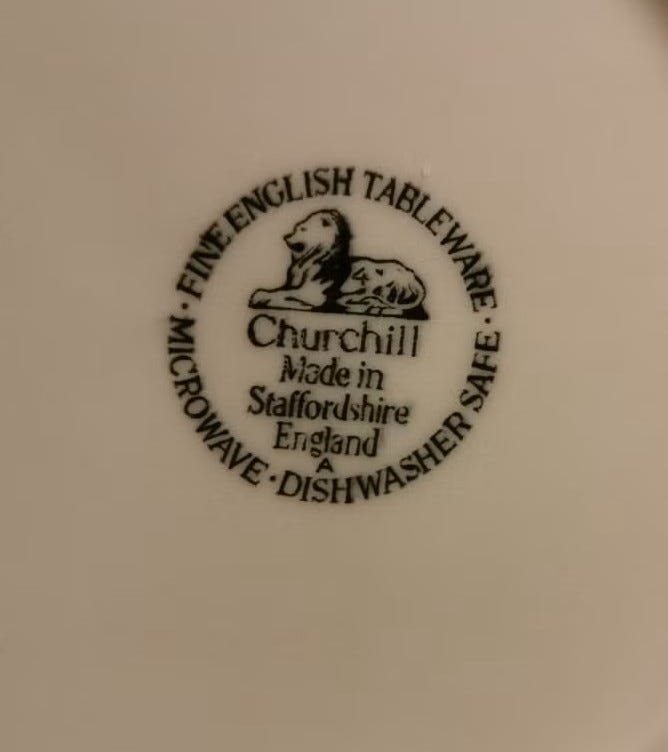 · FINE ENGLISH TABLEWARE ·
Churchill
Made in
Staffordshire
England
A
MICROWAVE · DISHWASHER SAFE